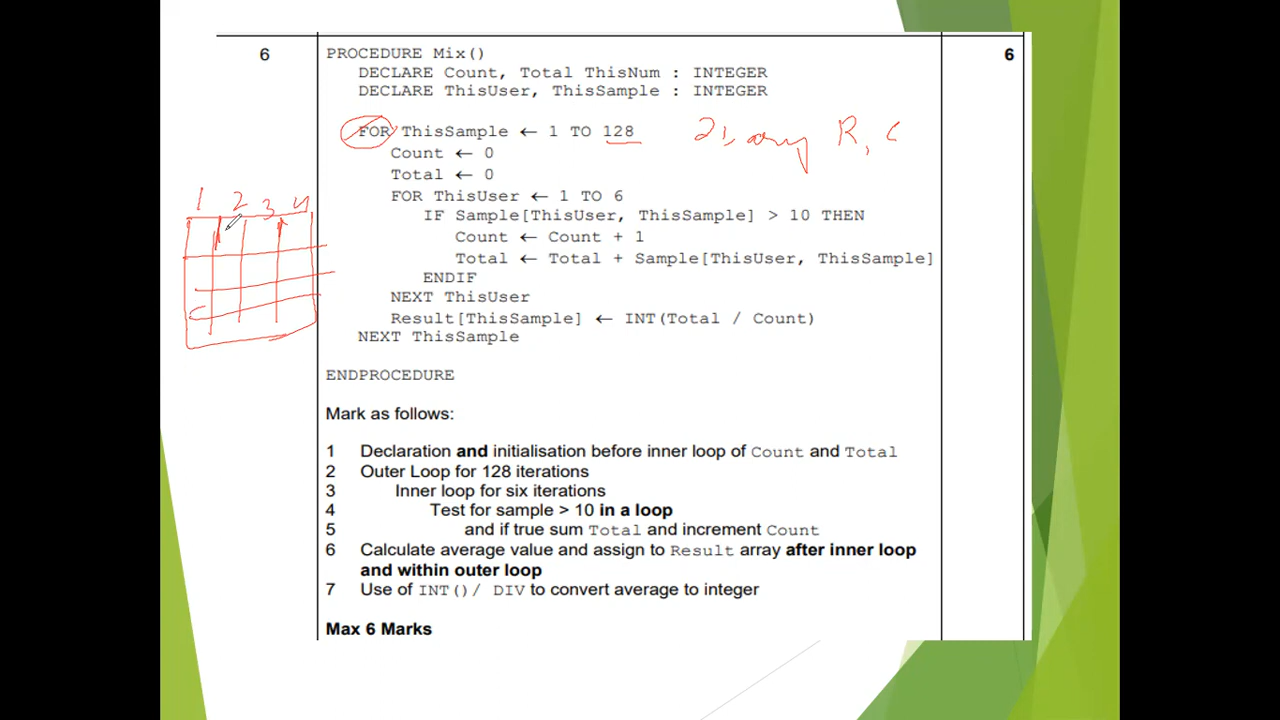 6
PROCEDURE Mix()
6
DECLARE Count, Total ThisNum : INTEGER
DECLARE ThisUser, ThisSample : INTEGER
FOR ThisSample ← 1 TO 128
R, C
Count ← 0
Total ← 0
FOR ThisUser ← 1 TO 6
1 2 3 4
IF Sample[ThisUser, ThisSample] > 10 THEN
Count ← Count + 1
Total ← Total + Sample[ThisUser, ThisSample]
ENDIF
NEXT ThisUser
Result[ThisSample] ← INT(Total / Count)
NEXT ThisSample
ENDPROCEDURE
Mark as follows:
1 Declaration and initialisation before inner loop of Count and Total
2 Outer Loop for 128 iterations
3 Inner loop for six iterations
4 Test for sample > 10 in a loop
5 and if true sum Total and increment Count
6 Calculate average value and assign to Result array after inner loop
and within outer loop
7 Use of INT()/ DIV to convert average to integer
Max 6 Marks